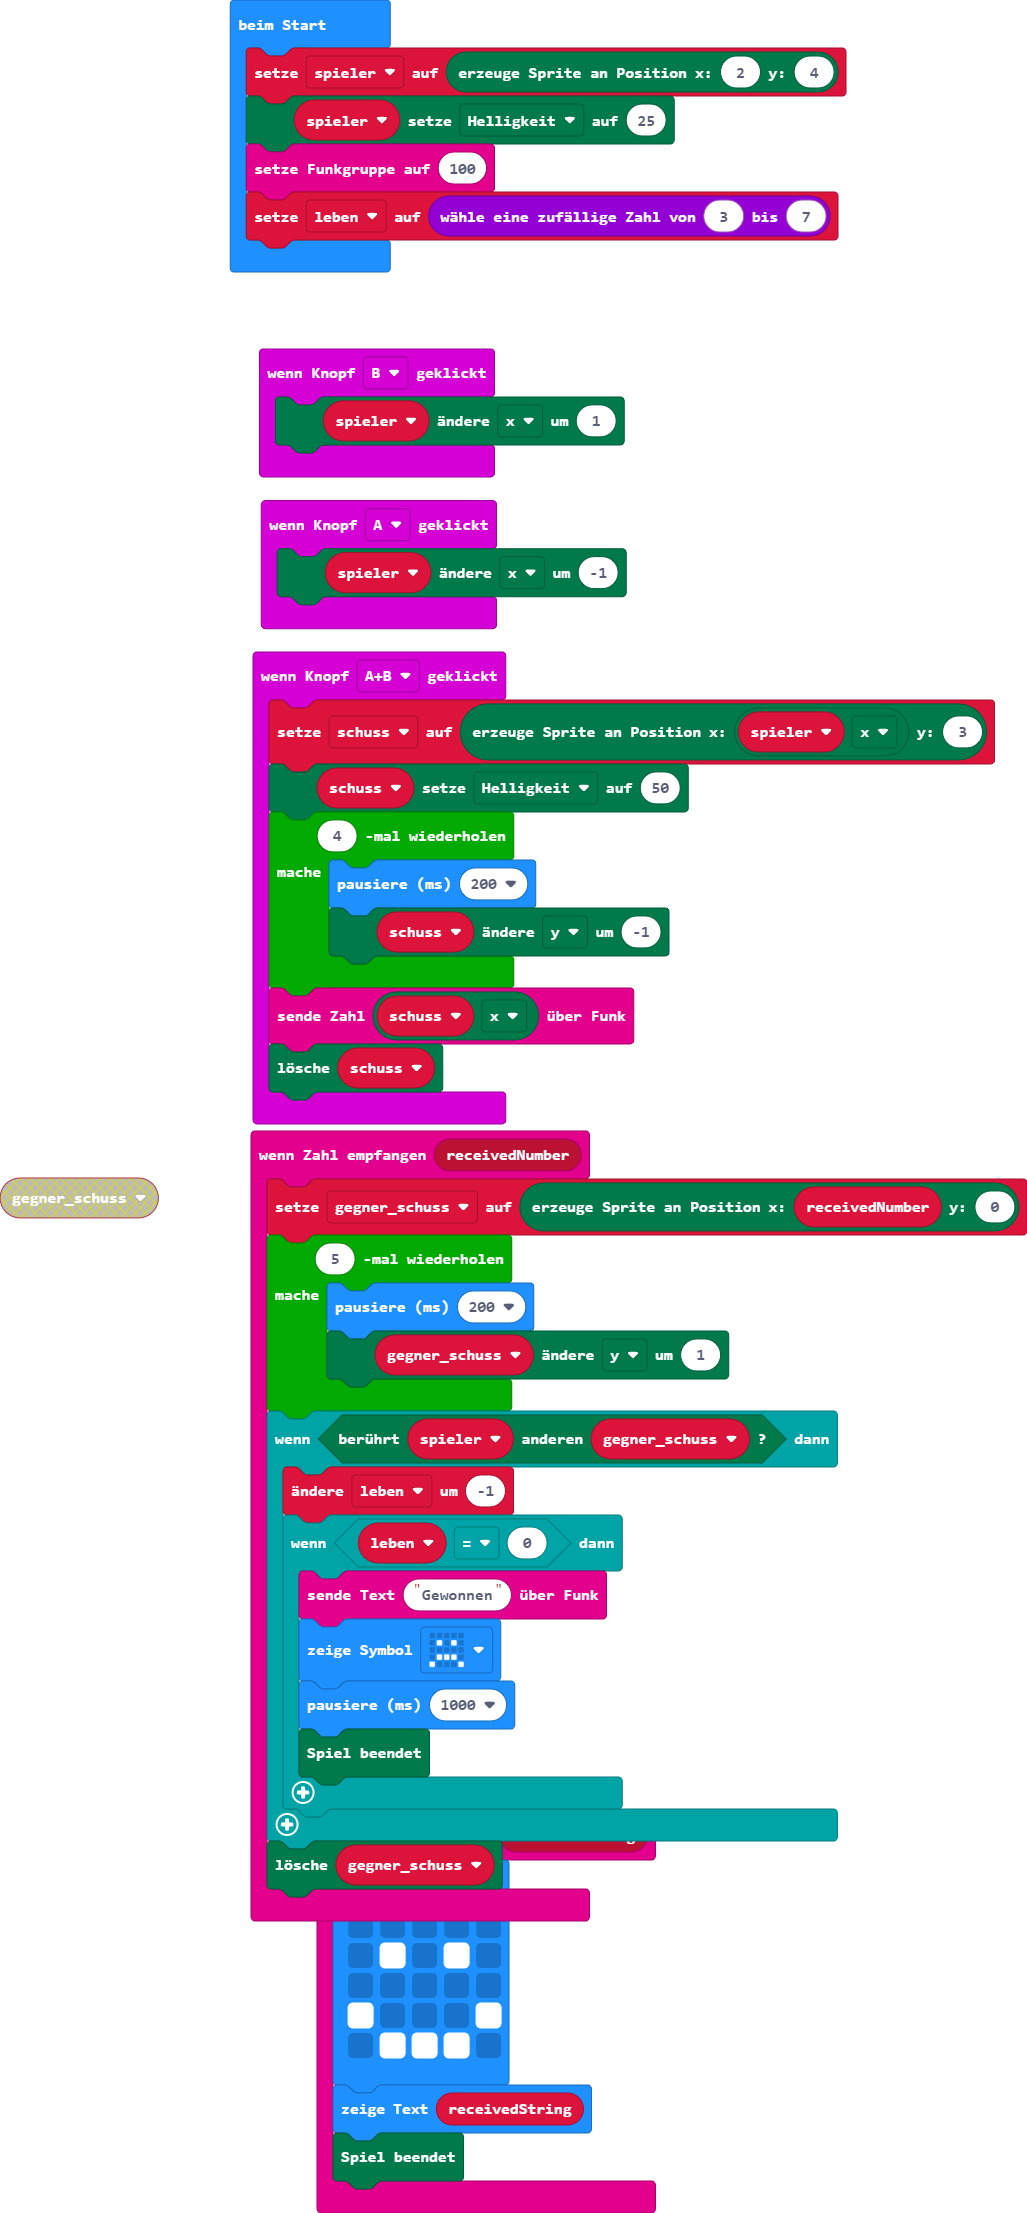 beim Start
setze spieler auf erzeuge Sprite an Position x: 2 y: 4
spieler setze Helligkeit auf 25
setze Funkgruppe auf 100
setze leben auf wähle eine zufällige Zahl von 3 bis 7
wenn Knopf B geklickt
spieler ändere x um 1
wenn Knopf A geklickt
spieler ändere x um -1
wenn Knopf A+B geklickt
setze schuss auf erzeuge Sprite an Position x: spieler x y: 3
schuss setze Helligkeit auf 50
4 -mal wiederholen
mache
pausiere (ms) 200
schuss ändere y um -1
sende Zahl schuss x über Funk
lösche schuss
wenn Zahl empfangen receivedNumber
gegner_schuss
setze gegner_schuss auf erzeuge Sprite an Position x: receivedNumber y: 0
5 -mal wiederholen
mache
pausiere (ms) 200
gegner_schuss ändere y um 1
wenn berührt spieler anderen gegner_schuss ? dann
ändere leben um -1
wenn leben = 0 dann
sende Text "Gewonnen" über Funk
zeige Symbol
pausiere (ms) 1000
Spiel beendet
lösche gegner_schuss
zeige Text receivedString
Spiel beendet